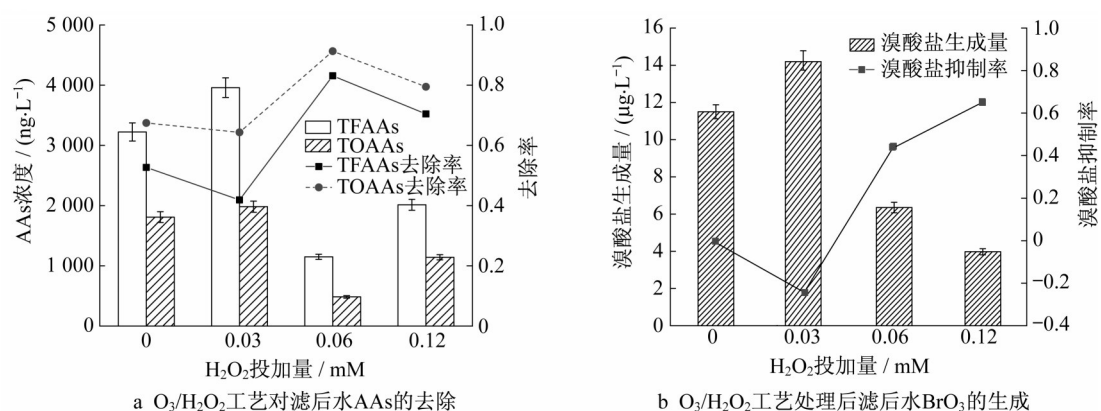 5 000
4 000
3 000
2 000
1 000
0
AAs浓度 / (ng·L⁻¹)
1.0
0.8
0.6
0.4
0.2
0
去除率
TFAAs
TOAAs
TFAAs去除率
TOAAs去除率
0 0.03 0.06 0.12
H₂O₂投加量 / mM
a O₃/H₂O₂工艺对滤后水AAs的去除
16
14
12
10
8
6
4
2
0
溴酸盐生成量 / (μg·L⁻¹)
1.0
0.8
0.6
0.4
0.2
0
−0.2
−0.4
溴酸盐抑制率
溴酸盐生成量
溴酸盐抑制率
0 0.03 0.06 0.12
H₂O₂投加量 / mM
b O₃/H₂O₂工艺处理后滤后水BrO₃的生成